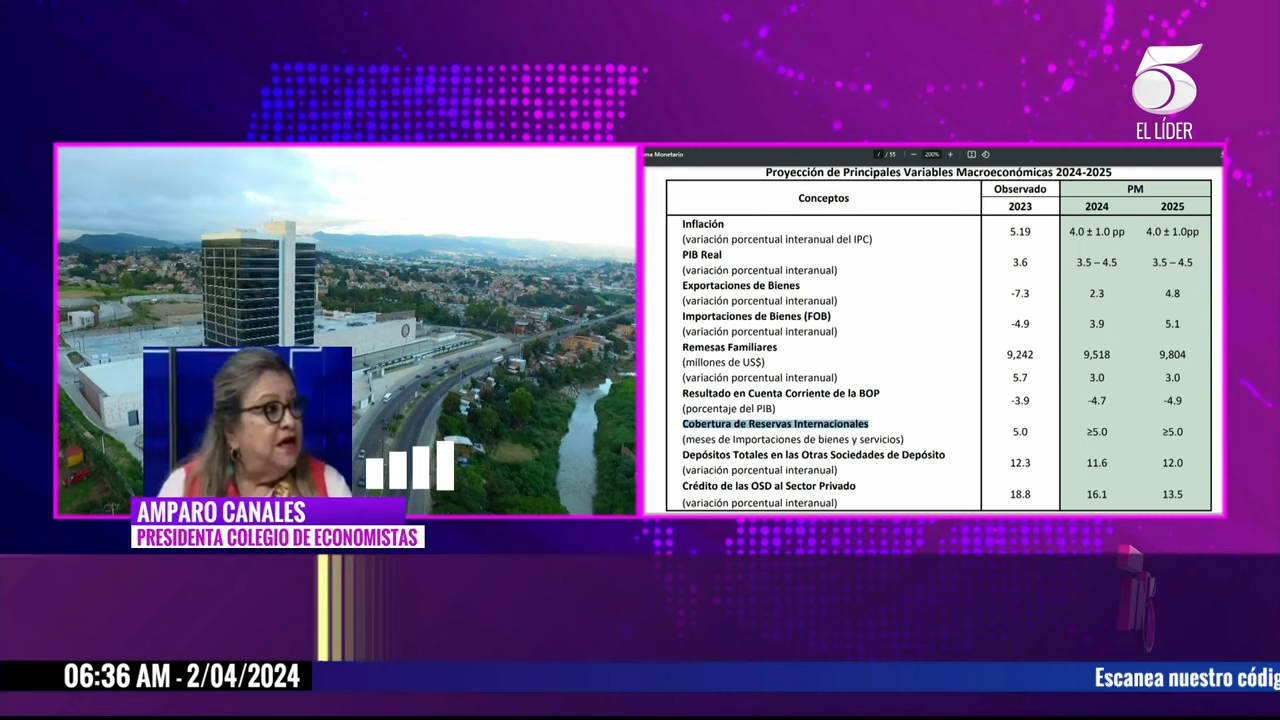 5
EL LÍDER
ma Monetario
7 / 55 200%
Proyección de Principales Variables Macroeconómicas 2024-2025
Conceptos Observado PM
2023 2024 2025
Inflación
(variación porcentual interanual del IPC) 5.19 4.0 ± 1.0 pp 4.0 ± 1.0pp
PIB Real
(variación porcentual interanual) 3.6 3.5 – 4.5 3.5 – 4.5
Exportaciones de Bienes
(variación porcentual interanual) -7.3 2.3 4.8
Importaciones de Bienes (FOB)
(variación porcentual interanual) -4.9 3.9 5.1
Remesas Familiares
(millones de US$) 9,242 9,518 9,804
(variación porcentual interanual) 5.7 3.0 3.0
Resultado en Cuenta Corriente de la BOP
(porcentaje del PIB) -3.9 -4.7 -4.9
Cobertura de Reservas Internacionales
(meses de Importaciones de bienes y servicios) 5.0 ≥5.0 ≥5.0
Depósitos Totales en las Otras Sociedades de Depósito
(variación porcentual interanual) 12.3 11.6 12.0
Crédito de las OSD al Sector Privado
(variación porcentual interanual) 18.8 16.1 13.5
AMPARO CANALES
PRESIDENTA COLEGIO DE ECONOMISTAS
06:36 AM - 2/04/2024
Escanea nuestro códig